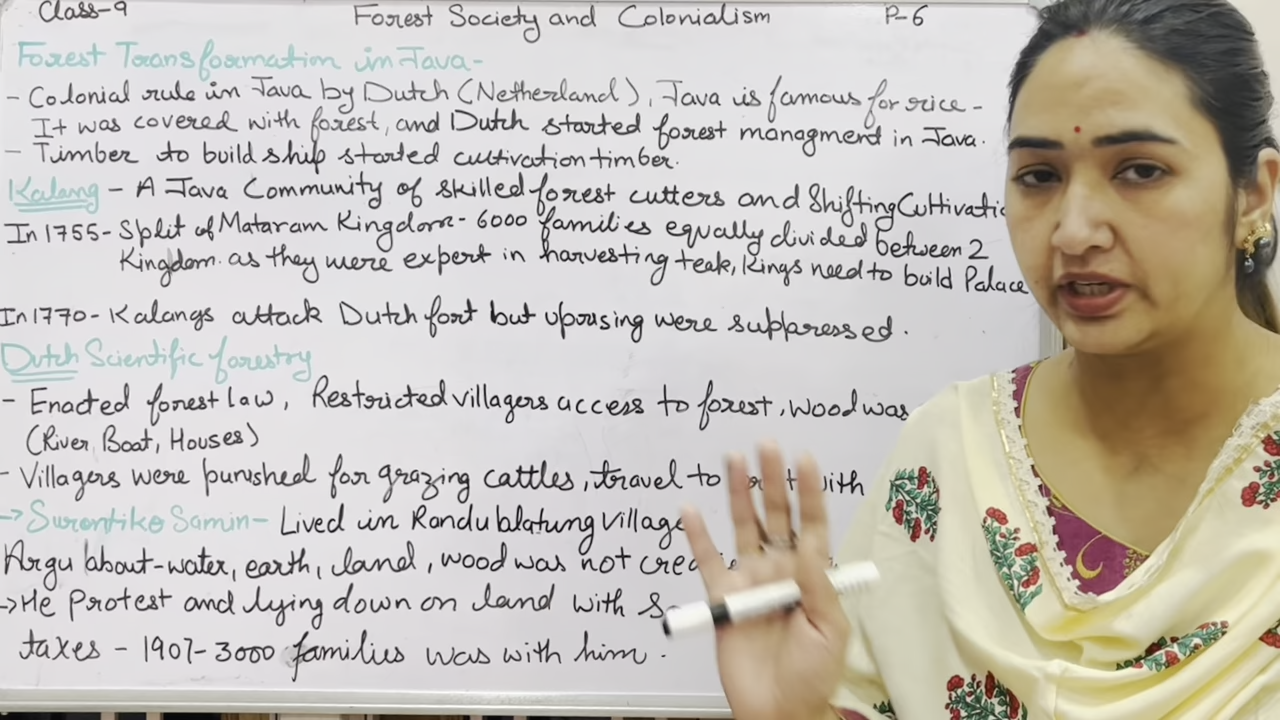 Class-9 Forest Society and Colonialism P-6
Forest Transformation in Java-
- Colonial rule in Java by Dutch (Netherland), Java is famous for rice -
It was covered with forest, and Dutch started forest managment in Java.
- Timber to build ship started cultivation timber.
Kalang - A Java Community of skilled forest cutters and Shifting
In 1755- Split of Mataram Kingdom- 6000 families equally divided between 2
Kingdom. as they were expert in harvesting teak, Kings need to build Palace
In 1770- Kalangs attack Dutch fort but uprising were suppressed.
Dutch Scientific forestry
- Enacted forest law, Restricted villagers access to forest, wood was
(River, Boat, Houses)
- Villagers were punished for grazing cattles, travel to with
-> Surontiko Samin- Lived in Randublatung Village
Argu about-water, earth, land, wood was not
-> He Protest and lying down on land with
taxes - 1907- 3000 families was with him.